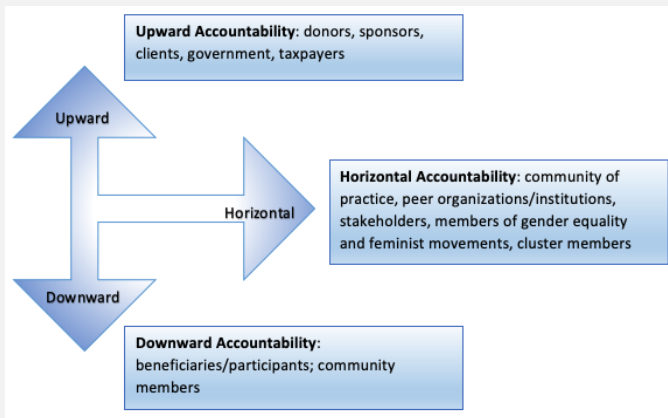 Upward Accountability: donors, sponsors,
clients, government, taxpayers
Upward
Horizontal Accountability: community of
practice, peer organizations/institutions,
stakeholders, members of gender equality
and feminist movements, cluster members
Horizontal
Downward
Downward Accountability:
beneficiaries/participants; community
members